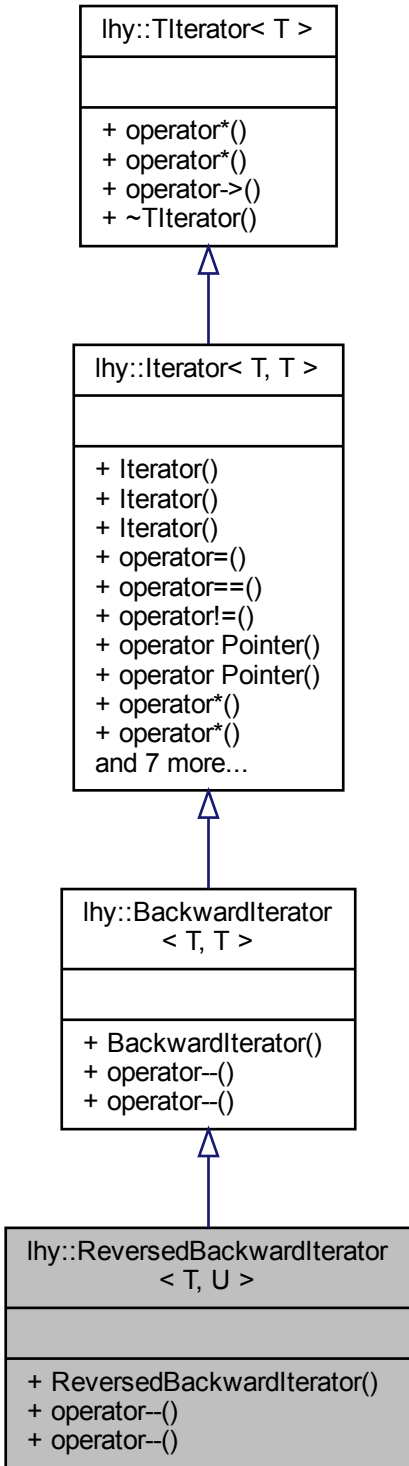 lhy::TIterator< T >
+ operator*()
+ operator*()
+ operator->()
+ ~TIterator()
lhy::Iterator< T, T >
+ Iterator()
+ Iterator()
+ Iterator()
+ operator=()
+ operator==()
+ operator!=()
+ operator Pointer()
+ operator Pointer()
+ operator*()
+ operator*()
and 7 more...
lhy::BackwardIterator
< T, T >
+ BackwardIterator()
+ operator--()
+ operator--()
lhy::ReversedBackwardIterator
< T, U >
+ ReversedBackwardIterator()
+ operator--()
+ operator--()